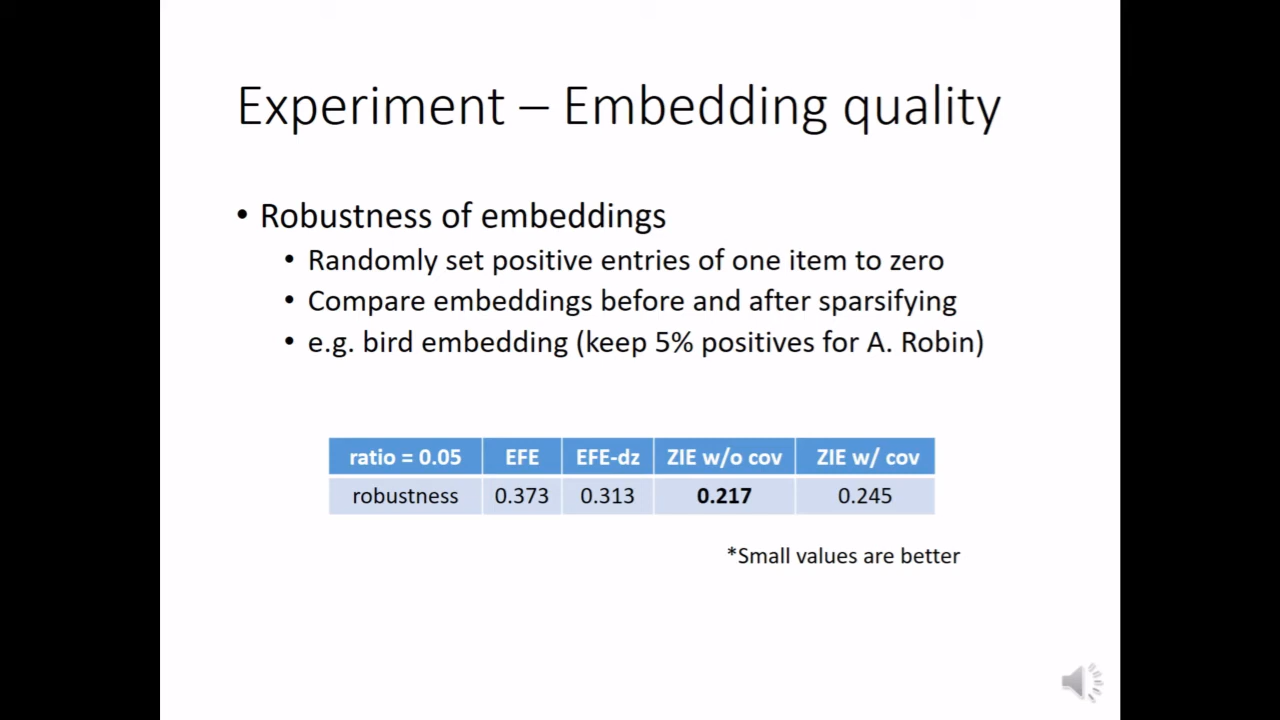 Experiment – Embedding quality
• Robustness of embeddings
• Randomly set positive entries of one item to zero
• Compare embeddings before and after sparsifying
• e.g. bird embedding (keep 5% positives for A. Robin)
ratio = 0.05 EFE EFE-dz ZIE w/o cov ZIE w/ cov
robustness 0.373 0.313 0.217 0.245
*Small values are better